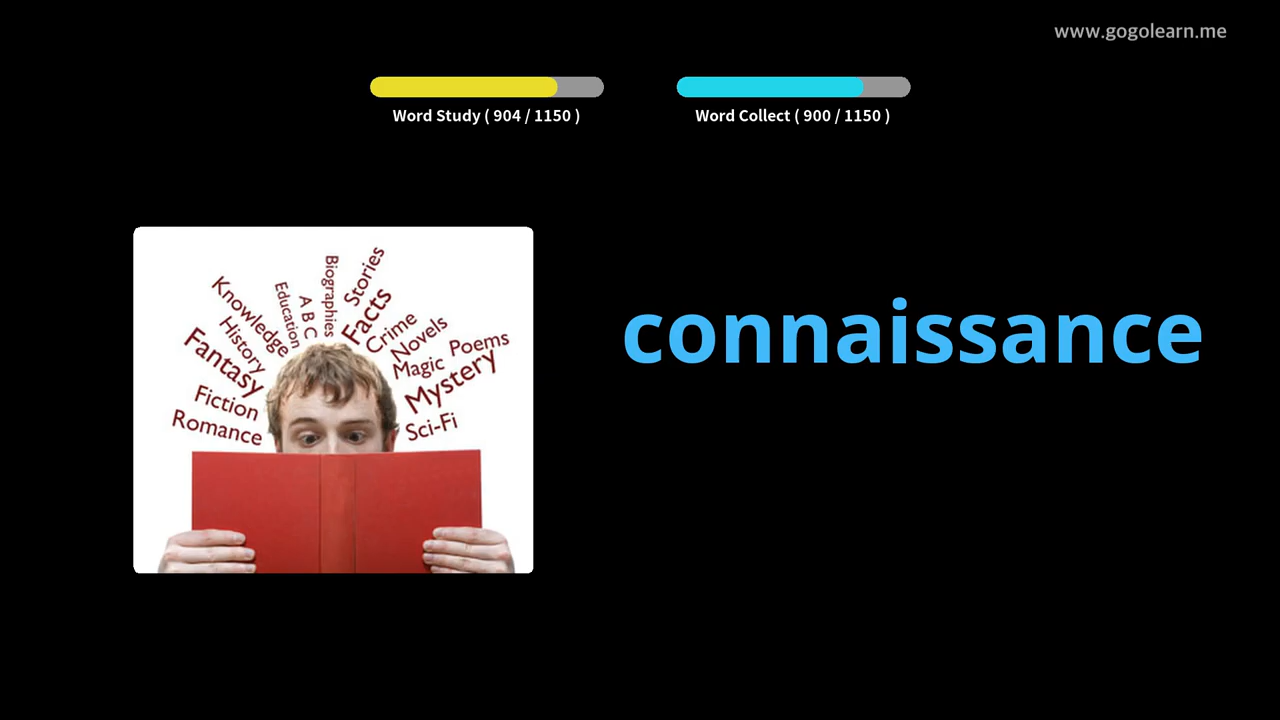 www.gogolearn.me
Word Study ( 904 / 1150 )
Word Collect ( 900 / 1150 )
connaissance
Knowledge
History
Fantasy
Fiction
Romance
Education
A B C
Biographies
Stories
Facts
Crime
Novels
Magic
Poems
Mystery
Sci-Fi